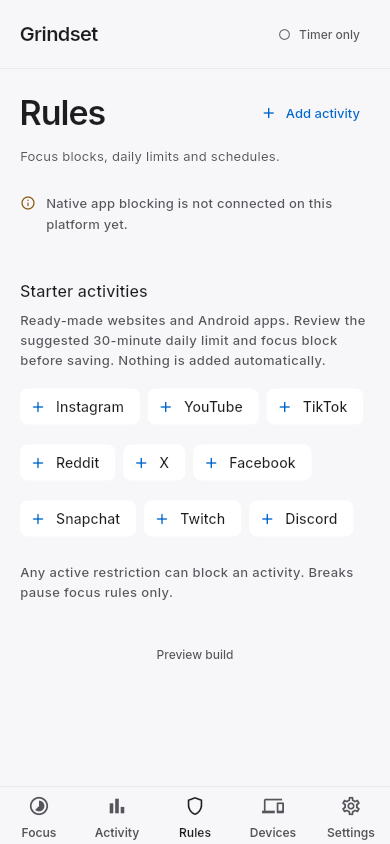 Grindset
Timer only
Rules
Add activity
Focus blocks, daily limits and schedules.
Native app blocking is not connected on this
platform yet.
Starter activities
Ready-made websites and Android apps. Review the
suggested 30-minute daily limit and focus block
before saving. Nothing is added automatically.
Instagram YouTube TikTok
Reddit X Facebook
Snapchat Twitch Discord
Any active restriction can block an activity. Breaks
pause focus rules only.
Preview build
Focus Activity Rules Devices Settings